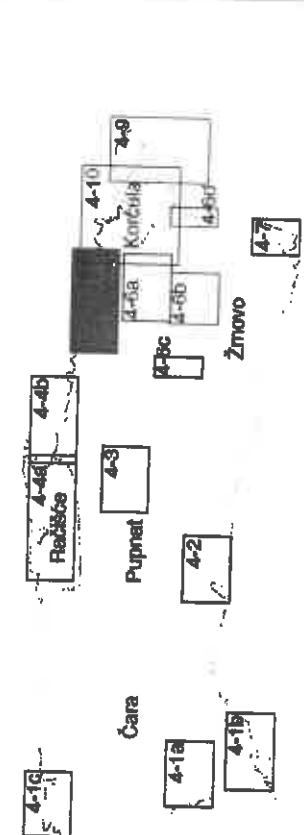 4-9
4-10
Korčula
4-6d
4-6a
4-6b
4-7
4-6c
Žrnovo
4-4b
4-4a
Račišće
4-3
Pupnat
4-2
Čara
4-1c
4-1a
4-1b